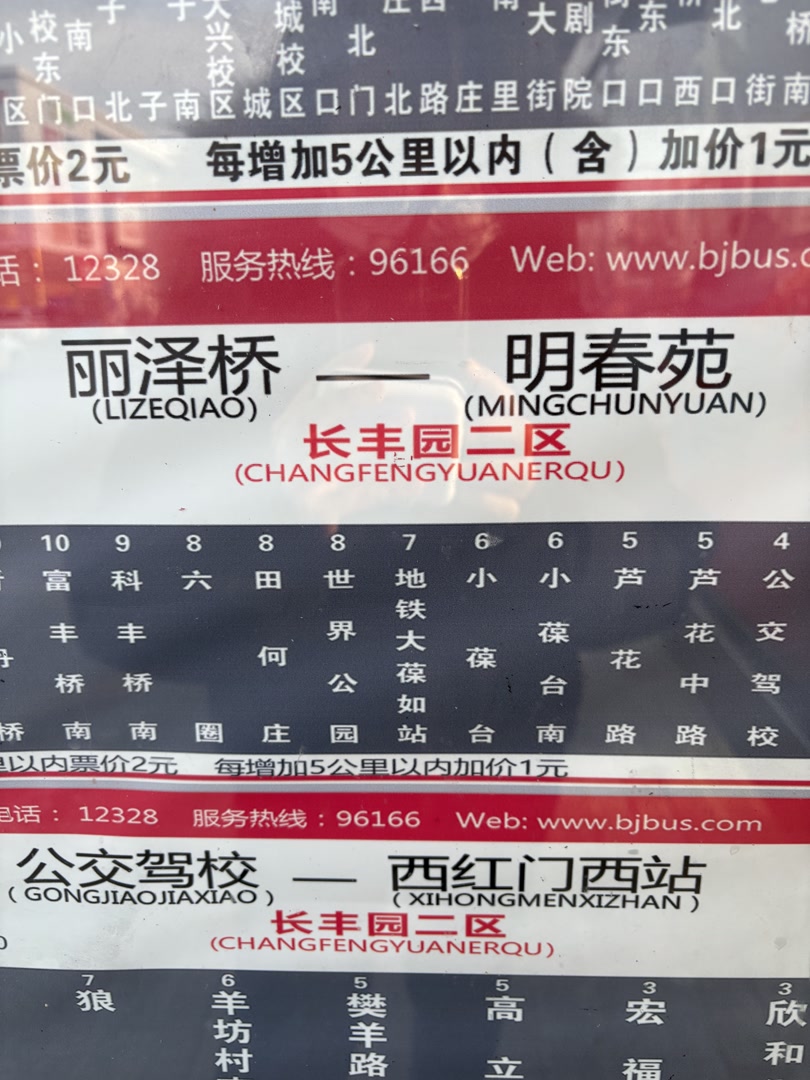 小 校 南 子 子 大 城 南 庄 西 南 大 剧 街 东 桥 北 桥
东 兴 校 北 东
校
区 门 口 北 子 南 区 城 区 口 门 北 路 庄 里 街 院 口 口 西 口 街 南
票价2元 每增加5公里以内（含）加价1元
话：12328 服务热线：96166 Web: www.bjbus.c
丽泽桥 — 明春苑
(LIZEQIAO) (MINGCHUNYUAN)
长丰园二区
(CHANGFENGYUANERQU)
10 9 8 8 8 7 6 6 5 5 4
富丰桥南
科丰桥南
六圈
田何庄
世界公园
地铁大葆如站
小葆台
小葆台南
芦花路
芦花中路
公交驾校
里以内票价2元 每增加5公里以内加价1元
电话：12328 服务热线：96166 Web: www.bjbus.com
公交驾校 — 西红门西站
(GONGJIAOJIAXIAO) (XIHONGMENXIZHAN)
长丰园二区
(CHANGFENGYUANERQU)
7 6 5 5 3 3
狼
羊坊村
樊羊路
高立
宏福
欣和